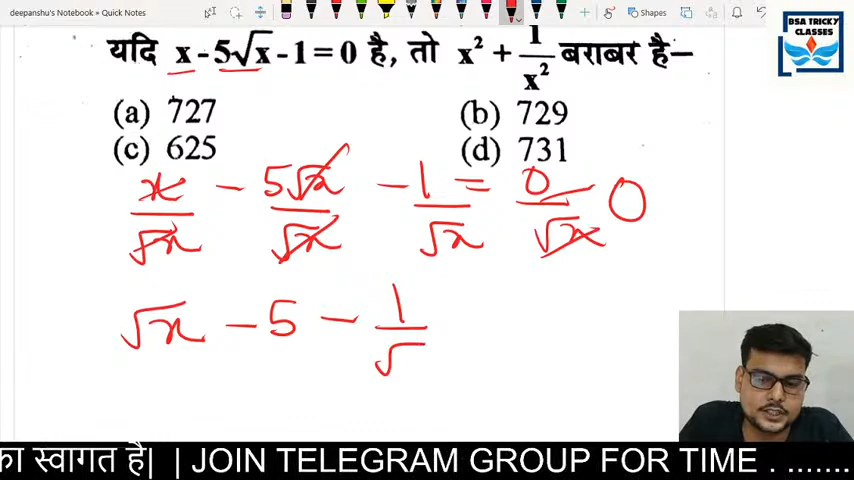 deepanshu's Notebook » Quick Notes
Shapes
BSA TRICKY
CLASSES
यदि x - 5√x - 1 = 0 है, तो x² + 1/x² बराबर है–
(a) 727
(b) 729
(c) 625
(d) 731
x/√x - 5√x/√x - 1/√x = 0/√x 0
√x - 5 - 1/√
का स्वागत है| | JOIN TELEGRAM GROUP FOR TIME . .......